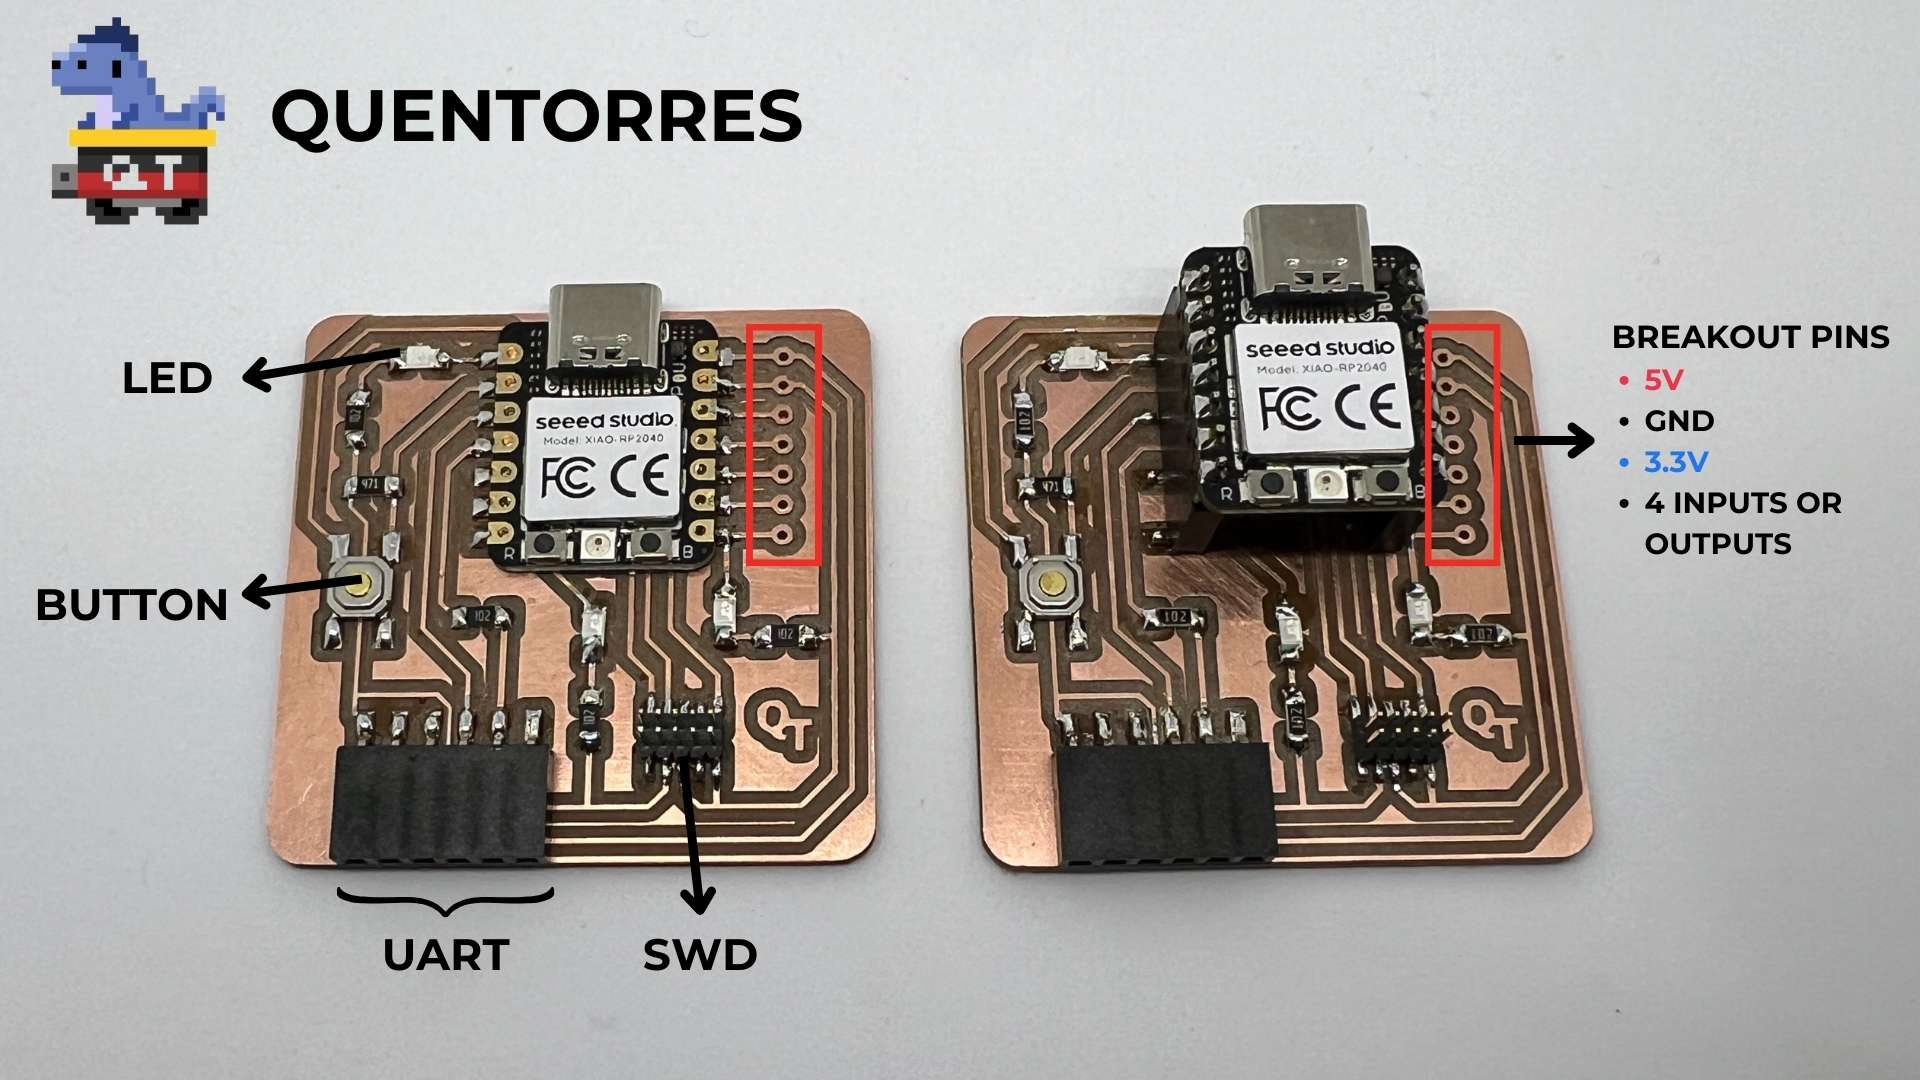 QT
QUENTORRES
LED
BUTTON
UART
SWD
102
471
seeed studio
Model: XIAO-RP2040
FC CE
R
B
102
102
102
QT
seeed studio
Model: XIAO-RP2040
FC CE
R
B
102
471
102
102
102
QT
BREAKOUT PINS
• 5V
• GND
• 3.3V
• 4 INPUTS OR
OUTPUTS